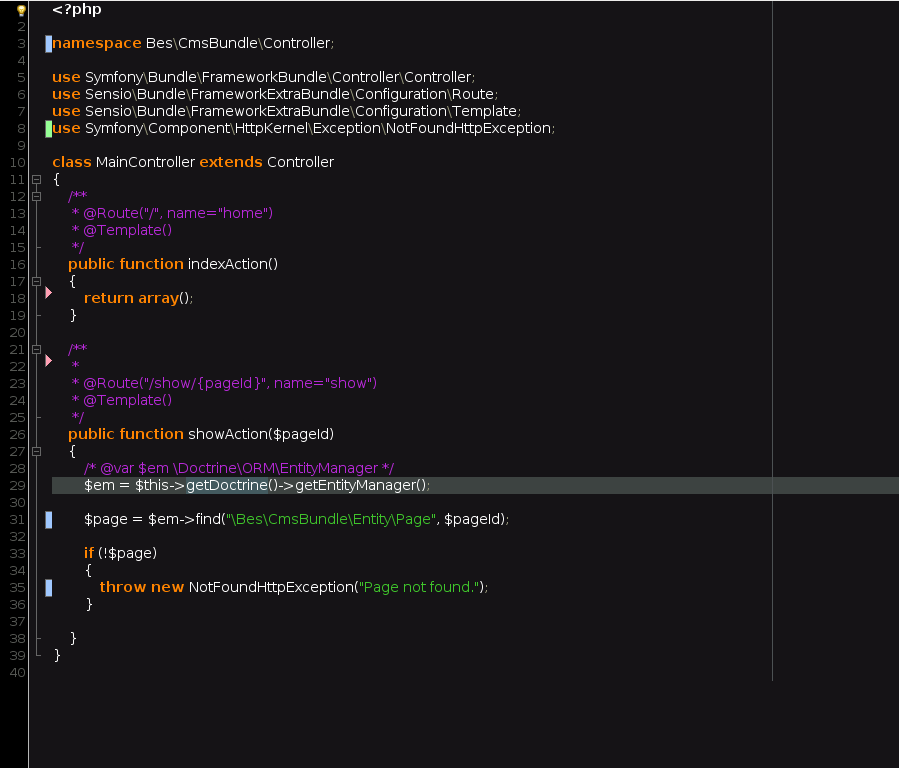 <?php
2
3 namespace Bes\CmsBundle\Controller;
4
5 use Symfony\Bundle\FrameworkBundle\Controller\Controller;
6 use Sensio\Bundle\FrameworkExtraBundle\Configuration\Route;
7 use Sensio\Bundle\FrameworkExtraBundle\Configuration\Template;
8 use Symfony\Component\HttpKernel\Exception\NotFoundHttpException;
9
10 class MainController extends Controller
11 {
12 /**
13 * @Route("/", name="home")
14 * @Template()
15 */
16 public function indexAction()
17 {
18 return array();
19 }
20
21 /**
22 *
23 * @Route("/show/{pageId}", name="show")
24 * @Template()
25 */
26 public function showAction($pageId)
27 {
28 /* @var $em \Doctrine\ORM\EntityManager */
29 $em = $this->getDoctrine()->getEntityManager();
30
31 $page = $em->find("\Bes\CmsBundle\Entity\Page", $pageId);
32
33 if (!$page)
34 {
35 throw new NotFoundHttpException("Page not found.");
36 }
37
38 }
39 }
40